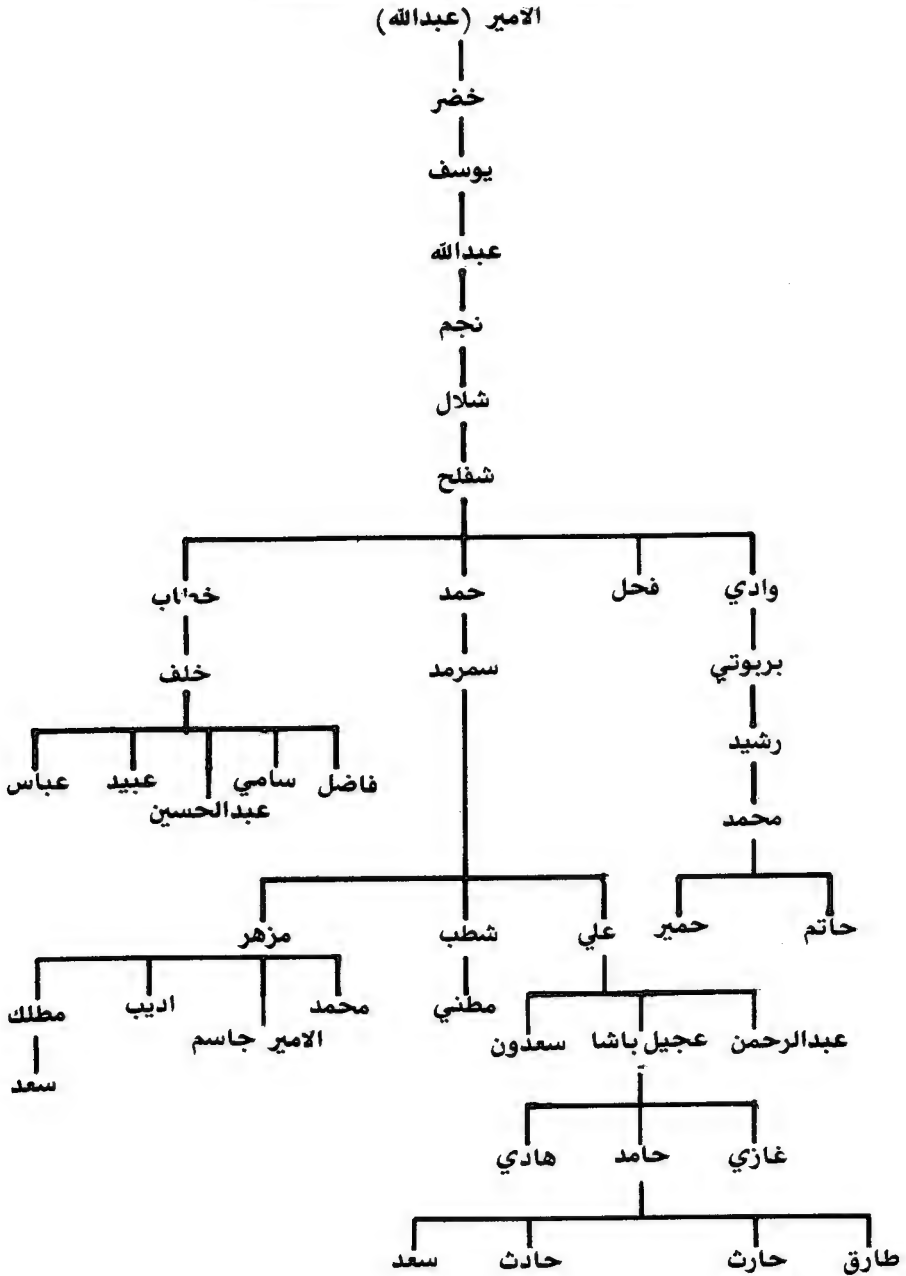 الامير (عبدالله)
خضر
يوسف
عبدالله
نجم
شلال
شفلح
وادي فحل حمد خطاب
بربوتي سمرمد خلف
رشيد
فاضل سامي عبيد عباس
عبدالحسين
محمد
حاتم حمير علي شطب مزهر
محمد اديب مطلك
مطني
الامير جاسم
عبدالرحمن عجيل باشا سعدون
سعد
غازي حامد هادي
طارق حارث حادث سعد